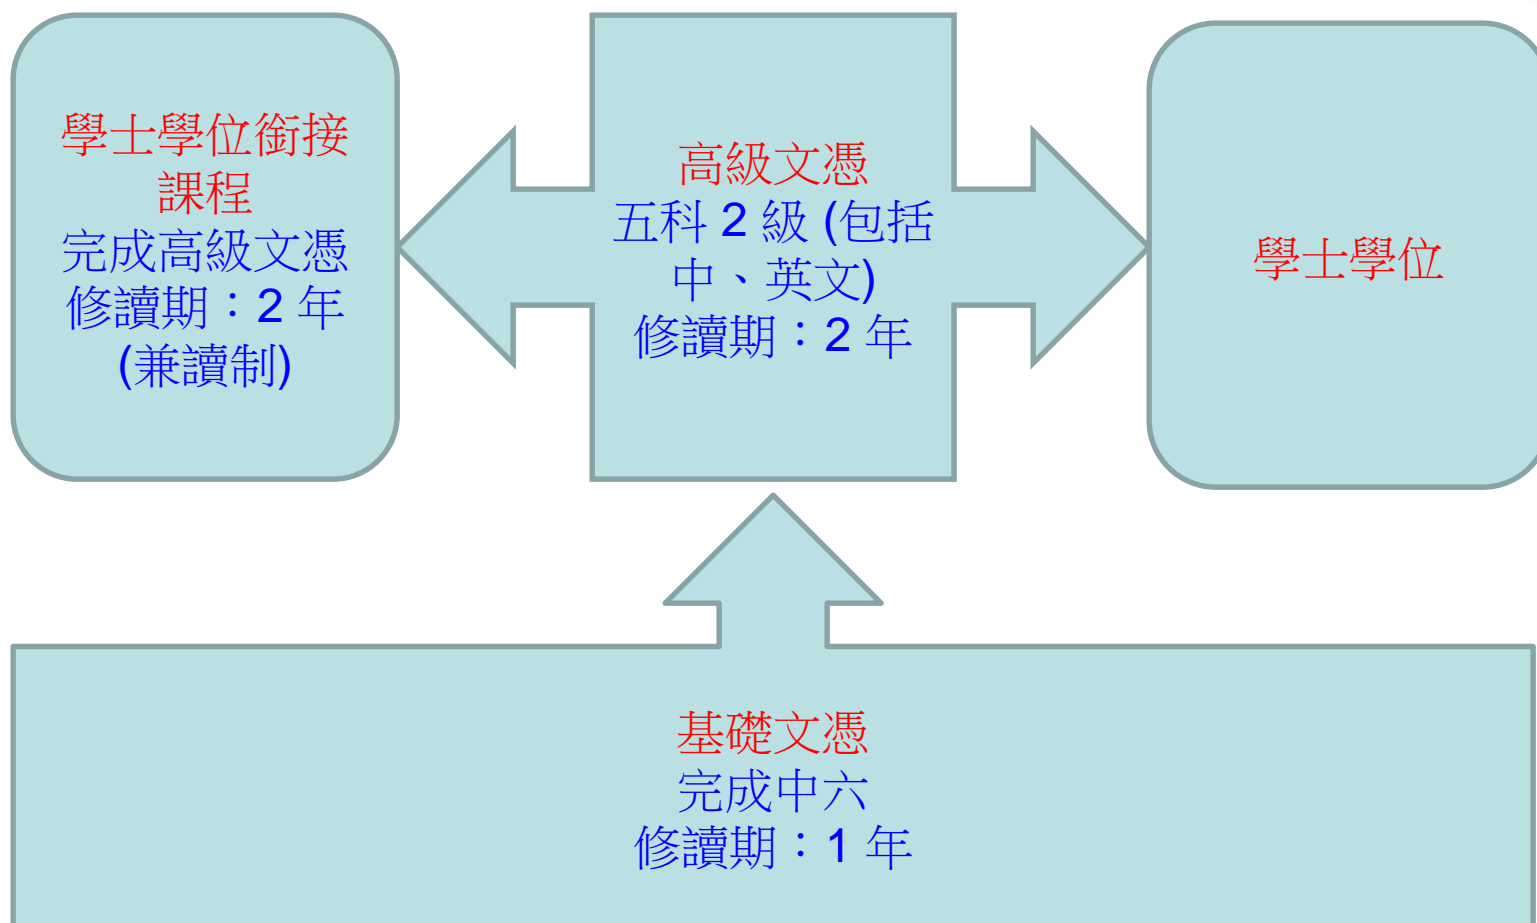 學士學位銜接
課程
完成高級文憑
修讀期：2 年
(兼讀制)
高級文憑
五科 2 級 (包括
中、英文)
修讀期：2 年
學士學位
基礎文憑
完成中六
修讀期：1 年